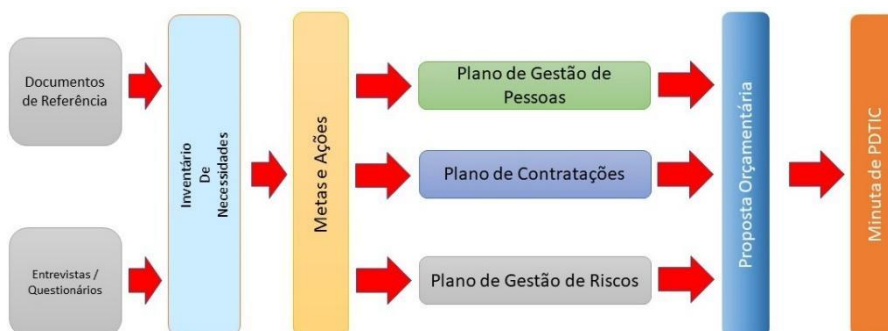 Documentos
de Referência
Entrevistas /
Questionários
Inventário
De
Necessidades
Metas e Ações
Plano de Gestão de
Pessoas
Plano de Contratações
Plano de Gestão de Riscos
Proposta Orçamentária
Minuta de PDTIC